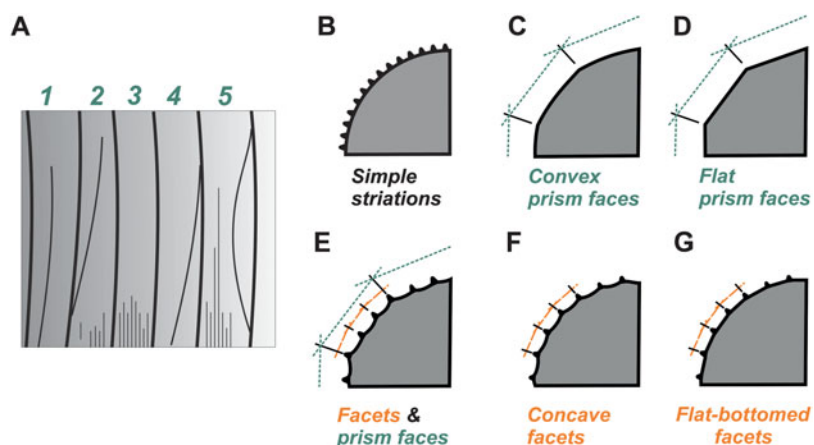 A
1 2 3 4 5
B
Simple
striations
C
Convex
prism faces
D
Flat
prism faces
E
Facets &
prism faces
F
Concave
facets
G
Flat-bottomed
facets